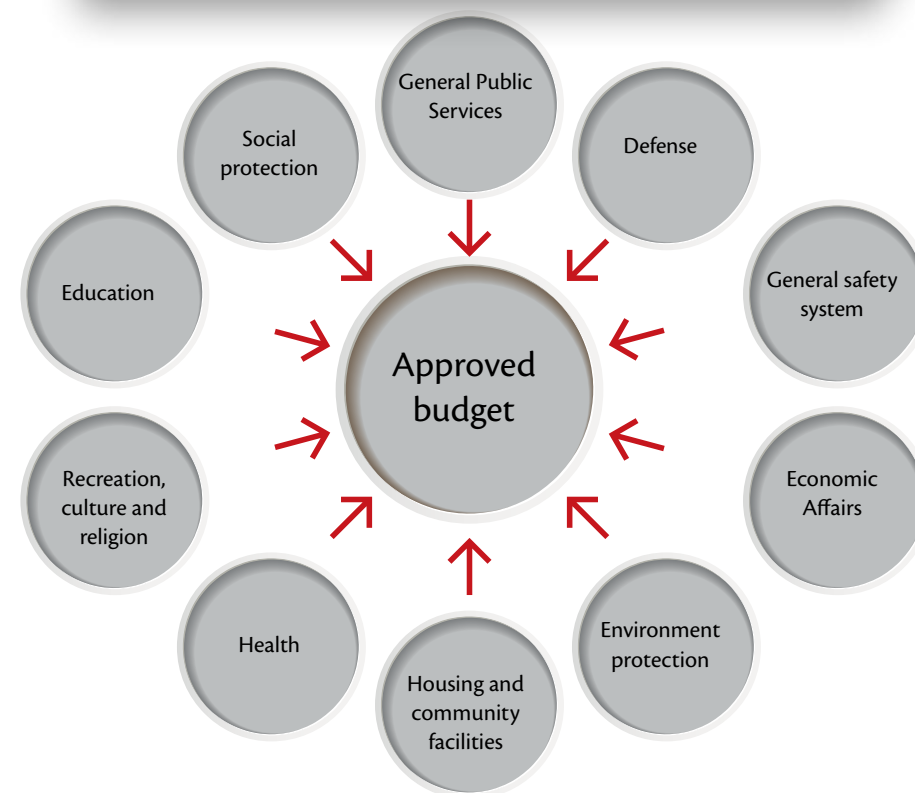 General Public
Services
Defense
General safety
system
Economic
Affairs
Environment
protection
Housing and
community
facilities
Health
Recreation,
culture and
religion
Education
Social
protection
Approved
budget